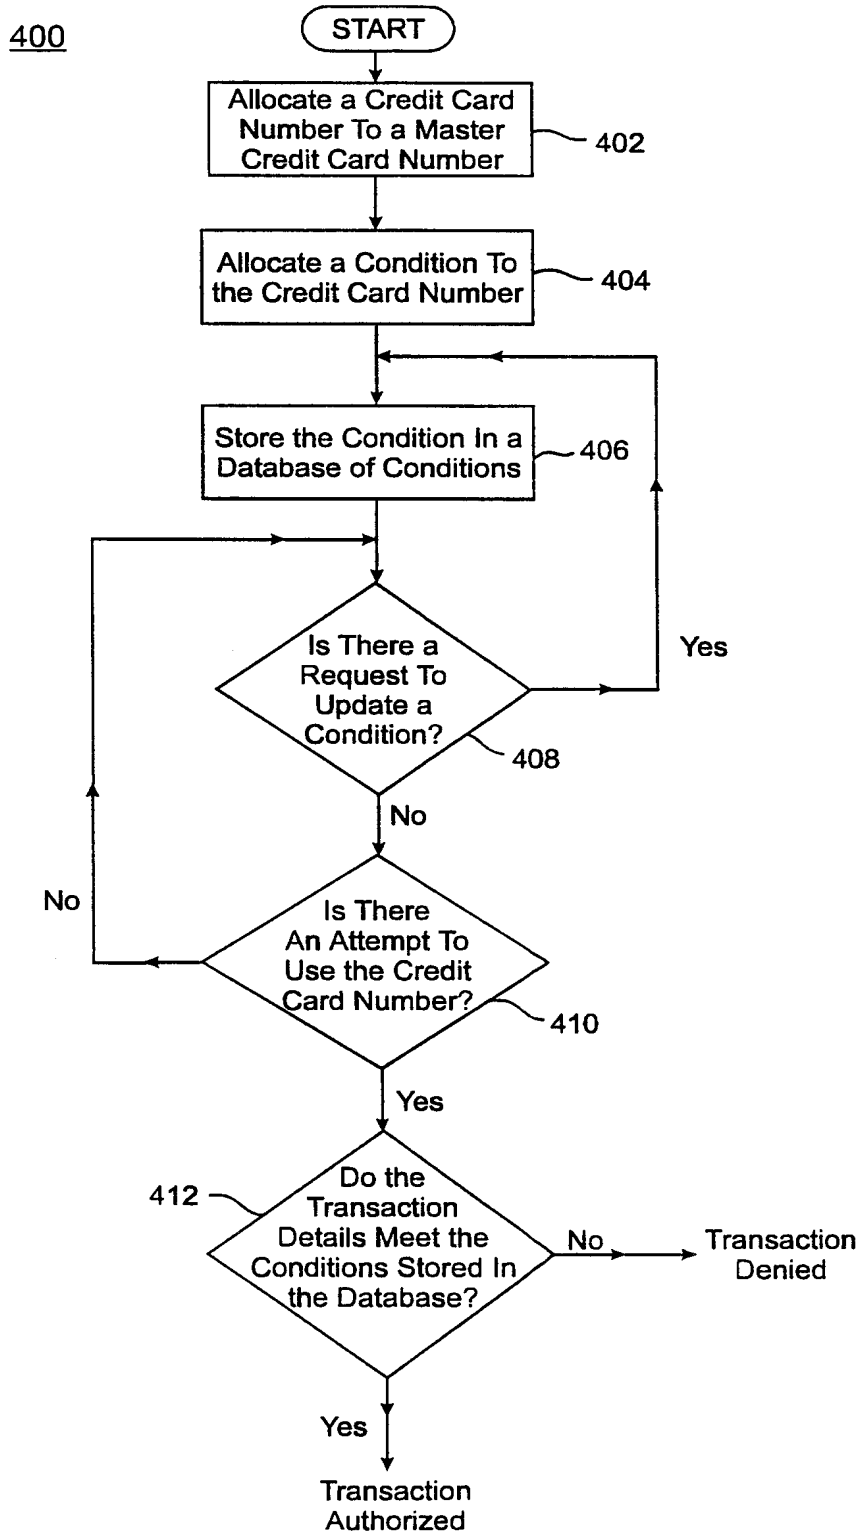 400
START
Allocate a Credit Card
Number To a Master
Credit Card Number
402
Allocate a Condition To
the Credit Card Number
404
Store the Condition In a
Database of Conditions
406
Is There a
Request To
Update a
Condition?
408
Yes
No
Is There
An Attempt To
Use the Credit
Card Number?
410
No
Yes
412
Do the
Transaction
Details Meet the
Conditions Stored In
the Database?
No
Transaction
Denied
Yes
Transaction
Authorized